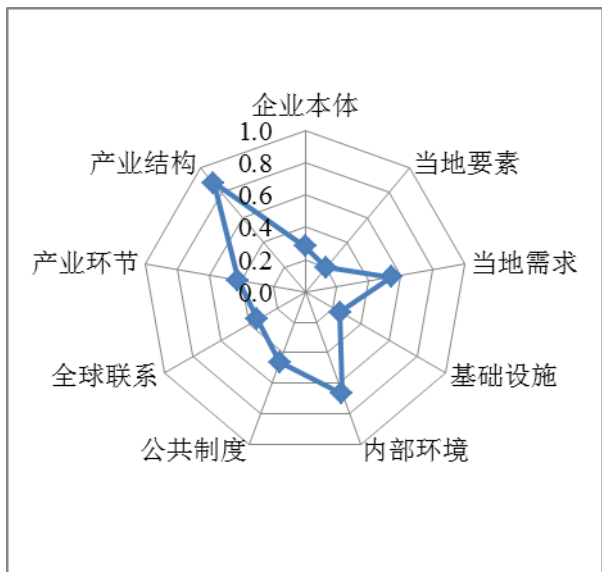 企业本体
1.0
产业结构
0.8
当地要素
0.6
0.4
产业环节
0.2
当地需求
0.0
全球联系
基础设施
公共制度
内部环境